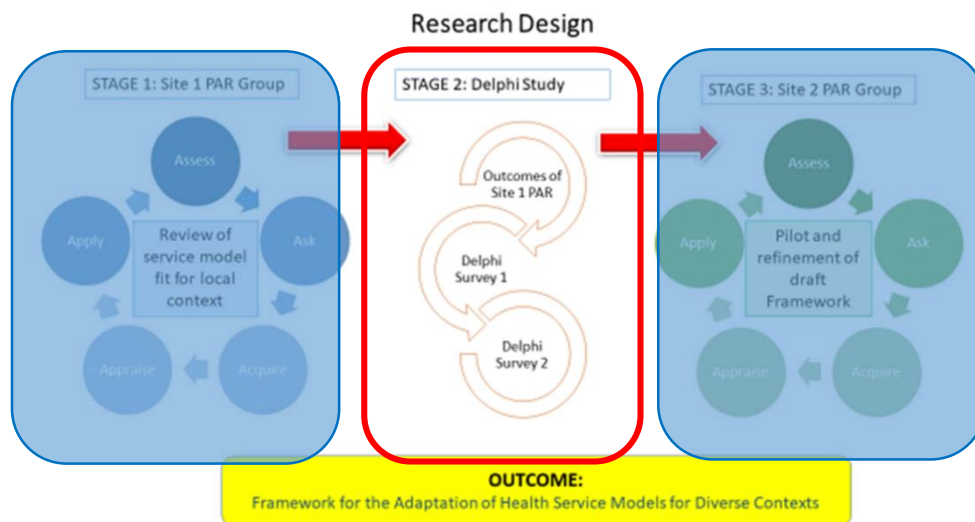 Research Design
STAGE 1: Site 1 PAR Group
Assess
Ask
Acquire
Appraise
Apply
Review of
service model
fit for local
context
STAGE 2: Delphi Study
Outcomes of
Site 1 PAR
Delphi
Survey 1
Delphi
Survey 2
STAGE 3: Site 2 PAR Group
Assess
Ask
Acquire
Appraise
Apply
Pilot and
refinement of
draft
Framework
OUTCOME:
Framework for the Adaptation of Health Service Models for Diverse Contexts